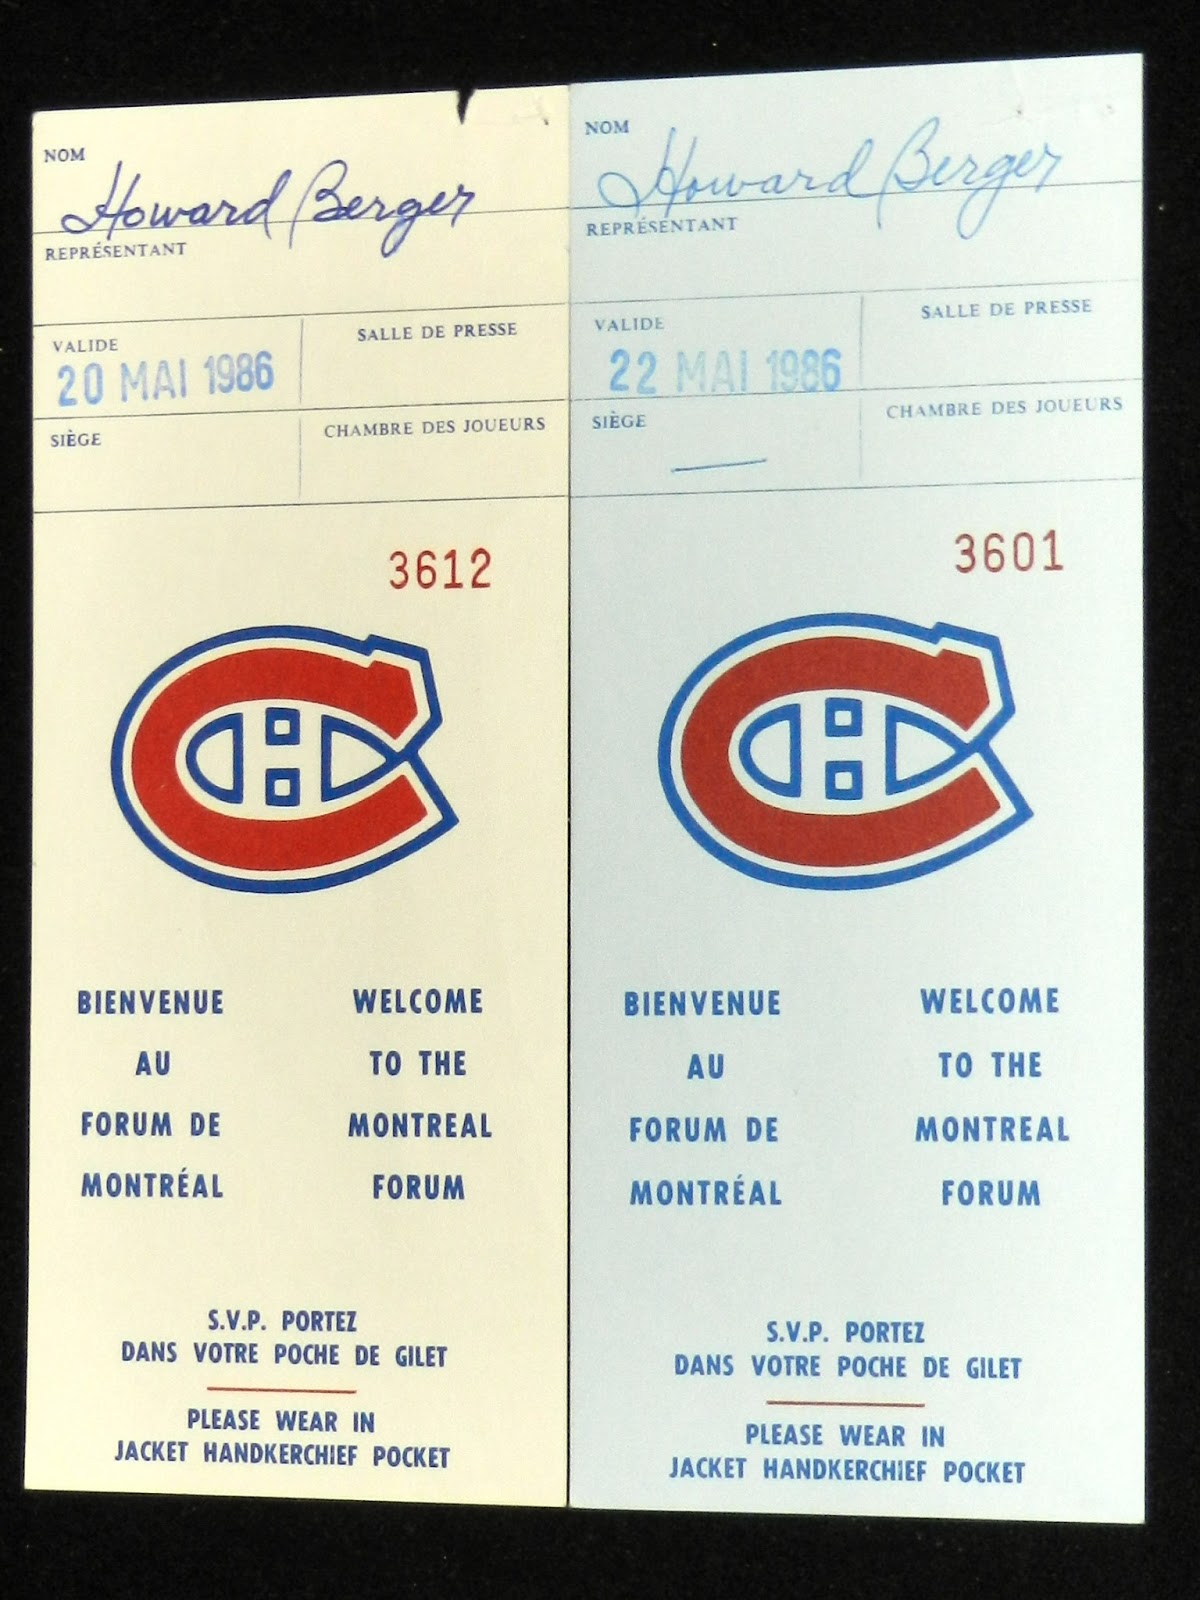 NOM
Howard Berger
REPRÉSENTANT
VALIDE
20 MAI 1986
SALLE DE PRESSE
SIÈGE
CHAMBRE DES JOUEURS
3612
CH
BIENVENUE
AU
FORUM DE
MONTRÉAL
WELCOME
TO THE
MONTREAL
FORUM
S.V.P. PORTEZ
DANS VOTRE POCHE DE GILET
PLEASE WEAR IN
JACKET HANDKERCHIEF POCKET
NOM
Howard Berger
REPRÉSENTANT
VALIDE
22 MAI 1986
SALLE DE PRESSE
SIÈGE
CHAMBRE DES JOUEURS
3601
CH
BIENVENUE
AU
FORUM DE
MONTRÉAL
WELCOME
TO THE
MONTREAL
FORUM
S.V.P. PORTEZ
DANS VOTRE POCHE DE GILET
PLEASE WEAR IN
JACKET HANDKERCHIEF POCKET